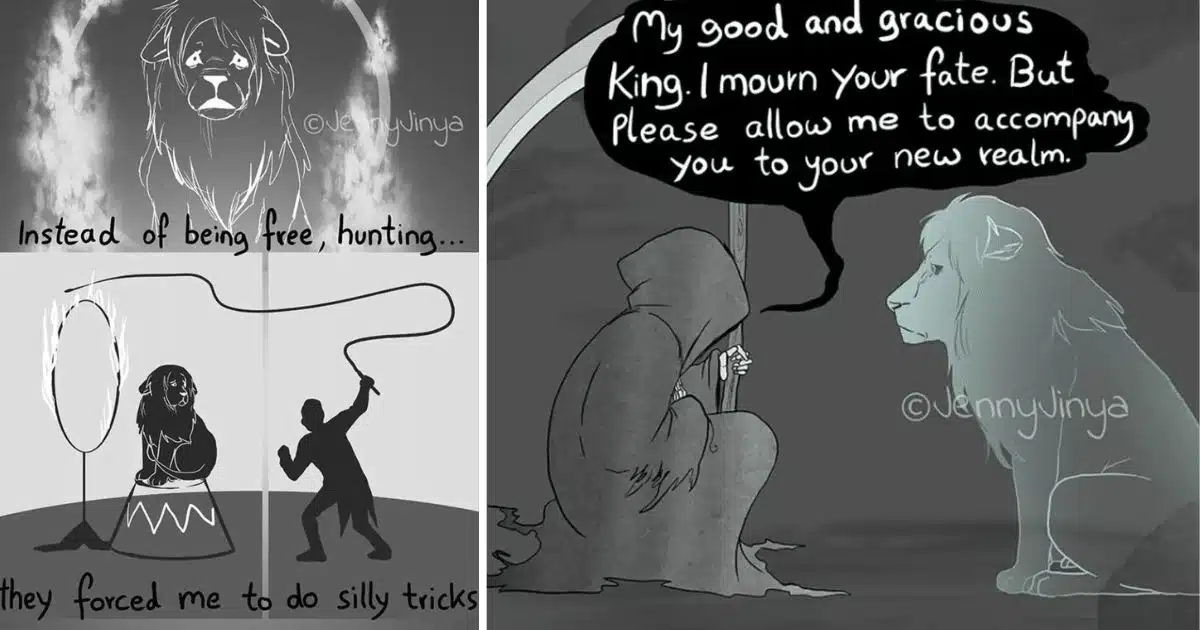 ©JennyJinya
Instead of being free, hunting...
they forced me to do silly tricks
My good and gracious
King. I mourn your fate. But
Please allow me to accompany
you to your new realm.
©JennyJinya